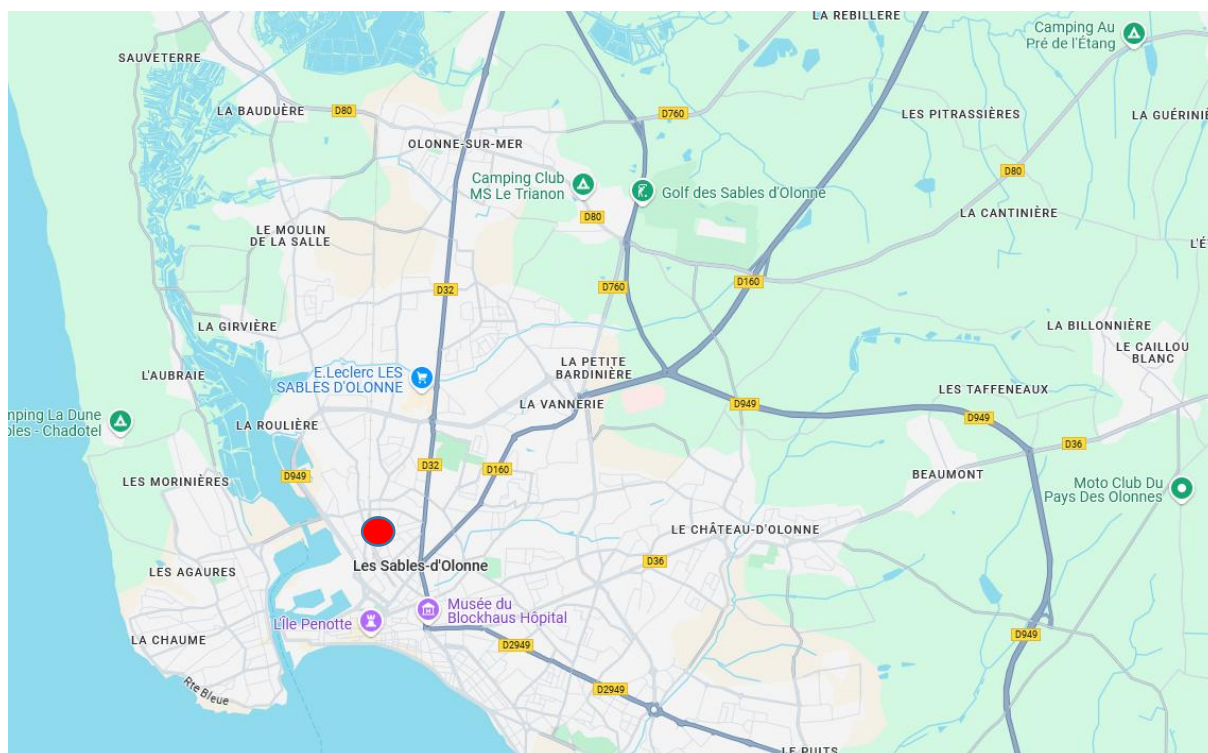 LA REBILLERE
Camping Au
Pré de l'Étang
SAUVETERRE
D80
LA BAUDUÈRE
D760
LES PITRASSIÈRES
LA GUÉRINIÈ
OLONNE-SUR-MER
D80
Camping Club
MS Le Trianon
Golf des Sables d'Olonne
D80
LA CANTINIÈRE
LE MOULIN
DE LA SALLE
L'É
D160
D32
D760
LA GIRVIÈRE
LA BILLONNIÈRE
LE CAILLOU
BLANC
LA PETITE
BARDINIÈRE
L'AUBRAIE
E.Leclerc LES
SABLES D'OLONNE
LES TAFFENEAUX
LA VANNERIE
D949
D949
mping La Dune
bles - Chadotel
LA ROULIÈRE
D36
D32
D160
D949
BEAUMONT
LES MORINIÈRES
Moto Club Du
Pays Des Olonnes
LE CHÂTEAU-D'OLONNE
Les Sables-d'Olonne
D36
LES AGAURES
Musée du
Blockhaus Hôpital
L'Île Penotte
LA CHAUME
D2949
D949
Rte Bleue
D2949
LE PUITS